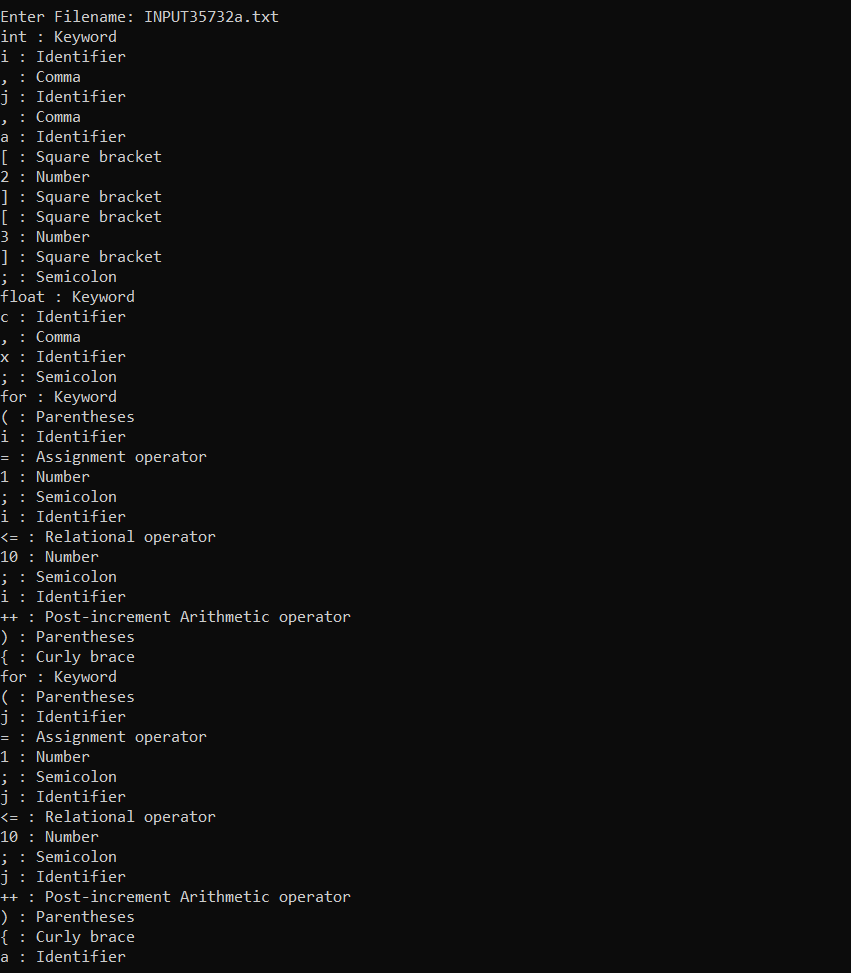 Enter Filename: INPUT35732a.txt
int : Keyword
i : Identifier
, : Comma
j : Identifier
, : Comma
a : Identifier
[ : Square bracket
2 : Number
] : Square bracket
[ : Square bracket
3 : Number
] : Square bracket
; : Semicolon
float : Keyword
c : Identifier
, : Comma
x : Identifier
; : Semicolon
for : Keyword
( : Parentheses
i : Identifier
= : Assignment operator
1 : Number
; : Semicolon
i : Identifier
<= : Relational operator
10 : Number
; : Semicolon
i : Identifier
++ : Post-increment Arithmetic operator
) : Parentheses
{ : Curly brace
for : Keyword
( : Parentheses
j : Identifier
= : Assignment operator
1 : Number
; : Semicolon
j : Identifier
<= : Relational operator
10 : Number
; : Semicolon
j : Identifier
++ : Post-increment Arithmetic operator
) : Parentheses
{ : Curly brace
a : Identifier